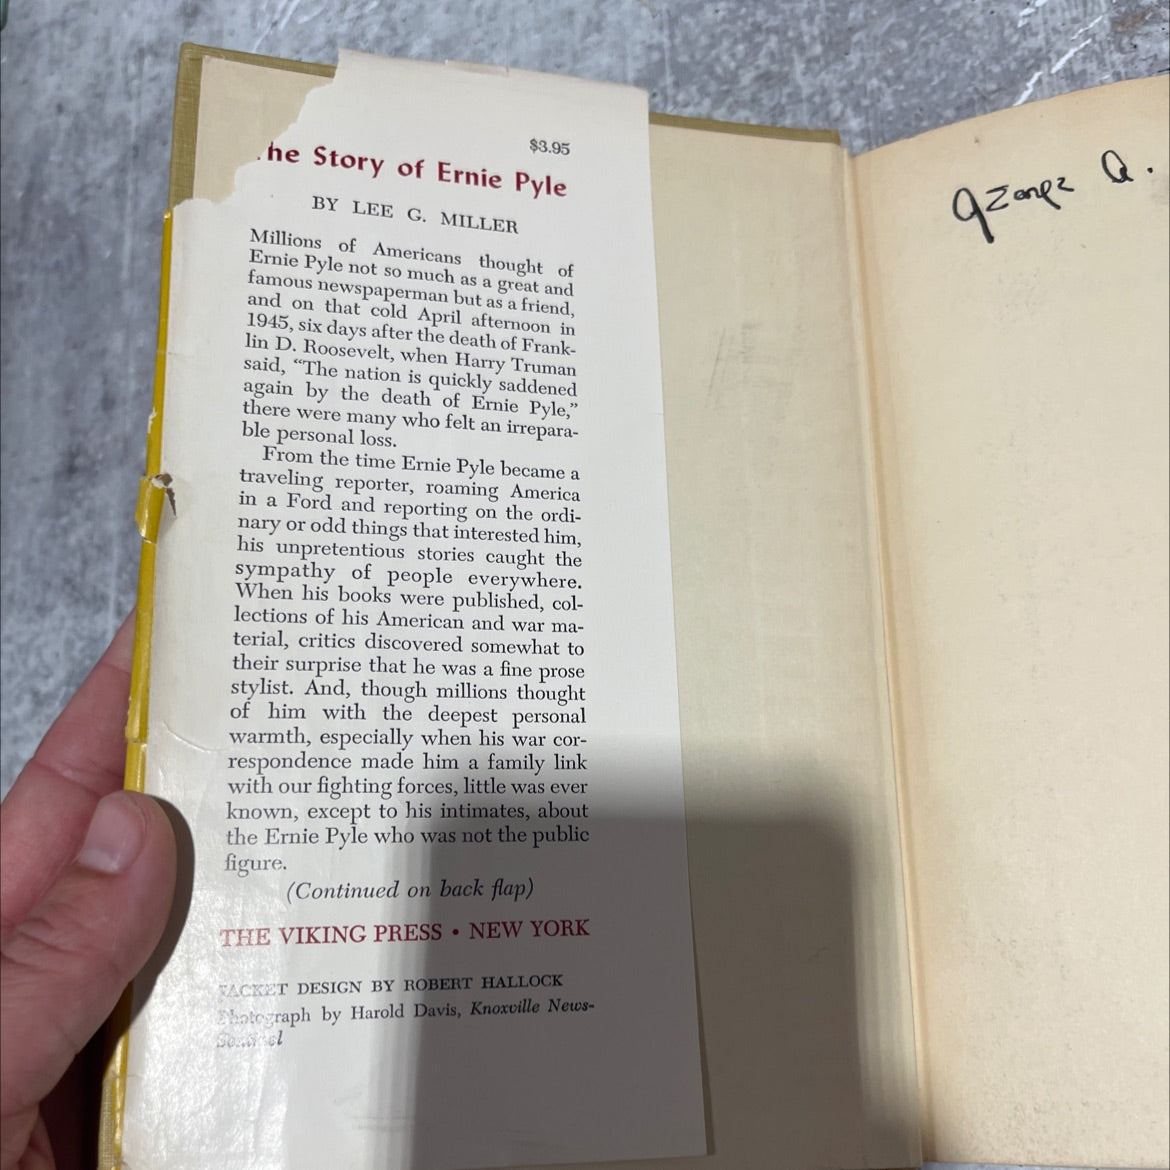 $3.95
The Story of Ernie Pyle
BY LEE G. MILLER
Millions of Americans thought of
Ernie Pyle not so much as a great and
famous newspaperman but as a friend,
and on that cold April afternoon in
1945, six days after the death of Frank-
lin D. Roosevelt, when Harry Truman
said, “The nation is quickly saddened
again by the death of Ernie Pyle,”
there were many who felt an irrepara-
ble personal loss.
From the time Ernie Pyle became a
traveling reporter, roaming America
in a Ford and reporting on the ordi-
nary or odd things that interested him,
his unpretentious stories caught the
sympathy of people everywhere.
When his books were published, col-
lections of his American and war ma-
terial, critics discovered somewhat to
their surprise that he was a fine prose
stylist. And, though millions thought
of him with the deepest personal
warmth, especially when his war cor-
respondence made him a family link
with our fighting forces, little was ever
known, except to his intimates, about
the Ernie Pyle who was not the public
figure.
(Continued on back flap)
THE VIKING PRESS • NEW YORK
JACKET DESIGN BY ROBERT HALLOCK
Photograph by Harold Davis, Knoxville News-
Sentinel
George A.